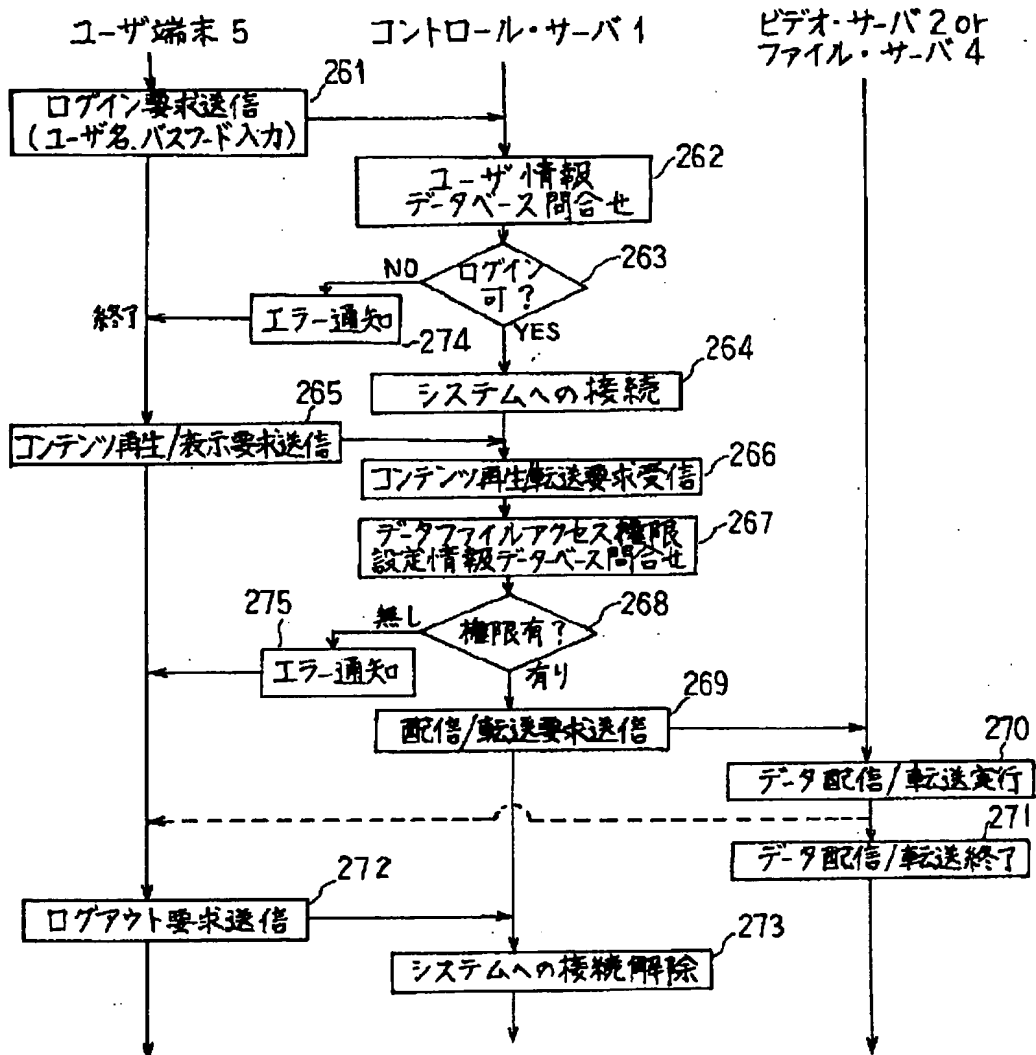 ユーザ端末 5
コントロール・サーバ 1
ビデオ・サーバ 2 or
ファイル・サーバ 4
261
ログイン要求送信
(ユーザ名、パスワード入力)
262
ユーザ情報
データベース問合せ
263
ログイン
可?
NO
YES
終了
エラー通知
274
264
システムへの接続
265
コンテンツ再生/表示要求送信
266
コンテンツ再生/転送要求受信
267
データファイルアクセス権限
設定情報データーベース問合せ
268
権限有?
無し
有り
275
エラー通知
269
配信/転送要求送信
270
データ配信/転送実行
271
データ配信/転送終了
272
ログアウト要求送信
273
システムへの接続解除